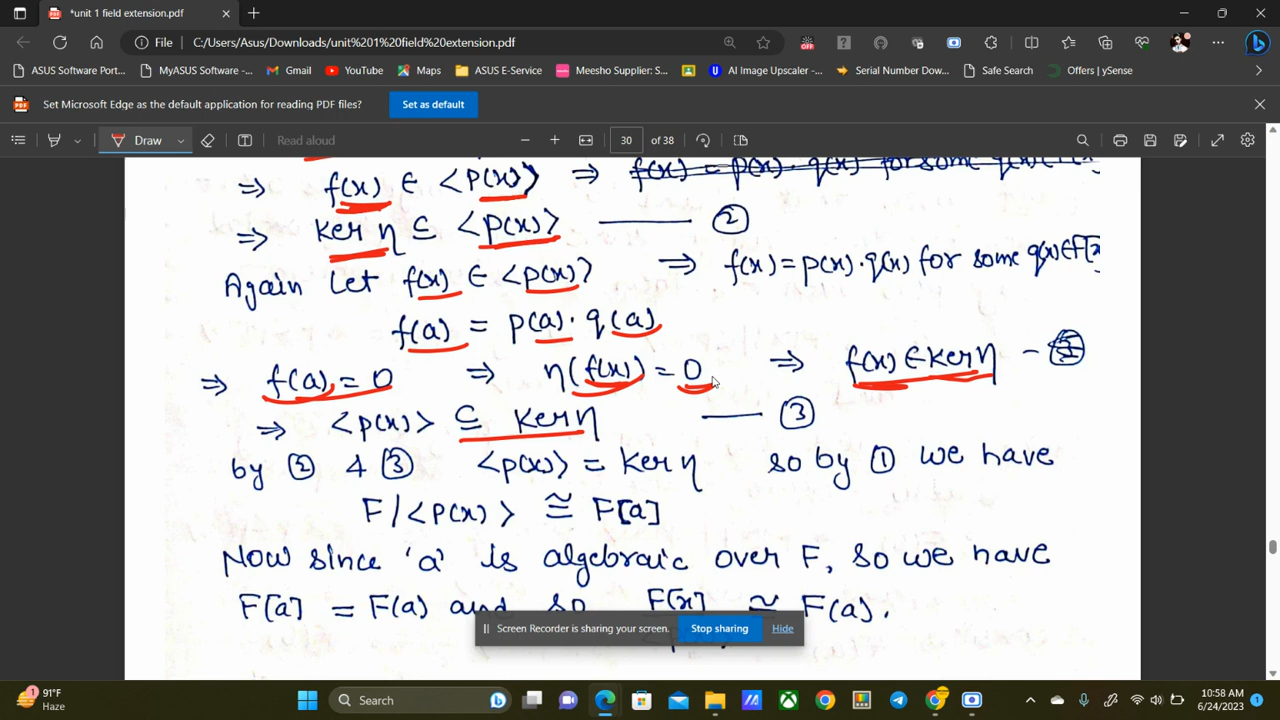 *unit 1 field extension.pdf
File C:/Users/Asus/Downloads/unit%201%20field%20extension.pdf
ASUS Software Port... MyASUS Software -... Gmail YouTube Maps ASUS E-Service Meesho Supplier: S... AI Image Upscaler -... Serial Number Dow... Safe Search Offers | ySense
Set Microsoft Edge as the default application for reading PDF files? Set as default
Draw Read aloud 30 of 38
⇒ f(x) ∈ <p(x)> ⇒ f(x) = p(x)·q(x) for some
⇒ ker η ⊆ <p(x)> ——— ②
Again Let f(x) ∈ <p(x)> ⇒ f(x)=p(x)·q(x) for some q(x)∈F[x
f(a) = p(a)·q(a)
⇒ f(a) = 0 ⇒ η(f(x)) = 0 ⇒ f(x) ∈ ker η –
⇒ <p(x)> ⊆ ker η —— ③
by ② & ③ <p(x)> = ker η so by ① we have
F/<p(x)> ≅ F[a]
Now since 'a' is algebraic over F, so we have
F[a] = F(a) and so F[x] ≅ F(a).
Screen Recorder is sharing your screen. Stop sharing Hide
1 91°F Haze
Search
10:58 AM
6/24/2023
1